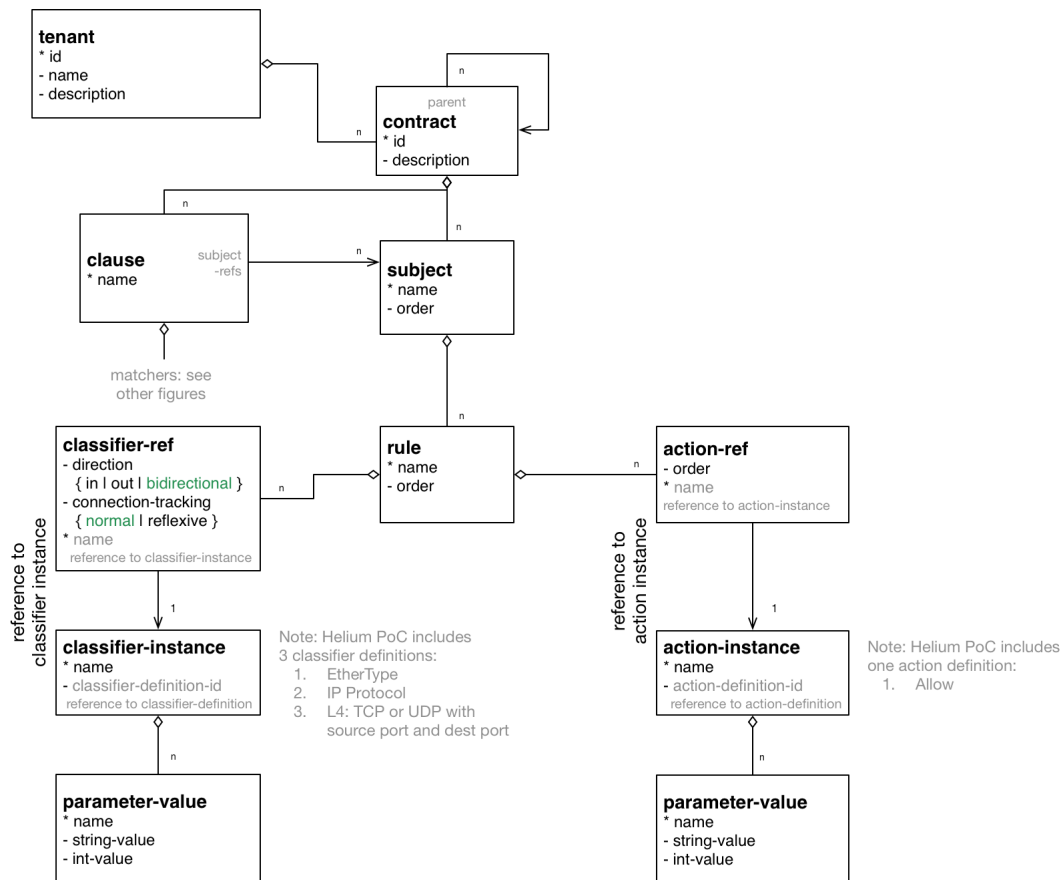 tenant
* id
- name
- description
n
n
parent
contract
* id
- description
n
n
clause
* name
subject
-refs
n
subject
* name
- order
matchers: see
other figures
n
classifier-ref
- direction
{ in | out | bidirectional }
- connection-tracking
{ normal | reflexive }
* name
reference to classifier-instance
n
rule
* name
- order
n
action-ref
- order
* name
reference to action-instance
reference to
classifier instance
1
reference to
action instance
1
classifier-instance
* name
- classifier-definition-id
reference to classifier-definition
Note: Helium PoC includes
3 classifier definitions:
1. EtherType
2. IP Protocol
3. L4: TCP or UDP with
source port and dest port
action-instance
* name
- action-definition-id
reference to action-definition
Note: Helium PoC includes
one action definition:
1. Allow
n
n
parameter-value
* name
- string-value
- int-value
parameter-value
* name
- string-value
- int-value